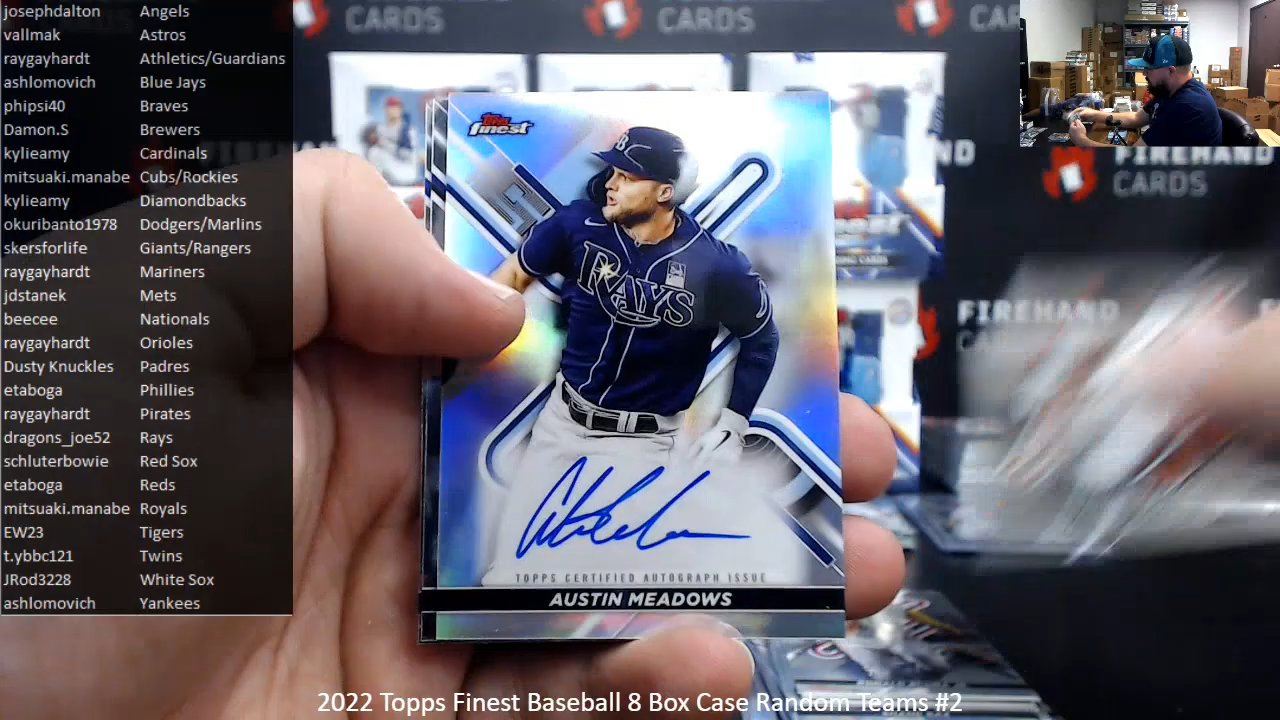 josephdalton Angels
vallmak Astros
raygayhardt Athletics/Guardians
ashlomovich Blue Jays
phipsi40 Braves
Damon.S Brewers
kylieamy Cardinals
mitsuaki.manabe Cubs/Rockies
kylieamy Diamondbacks
okuribanto1978 Dodgers/Marlins
skersforlife Giants/Rangers
raygayhardt Mariners
jdstanek Mets
beecee Nationals
raygayhardt Orioles
Dusty Knuckles Padres
etaboga Phillies
raygayhardt Pirates
dragons_joe52 Rays
schluterbowie Red Sox
etaboga Reds
mitsuaki.manabe Royals
EW23 Tigers
t.ybbc121 Twins
JRod3228 White Sox
ashlomovich Yankees
CARDS
CARDS
CAR
Topps
finest
RAYS
TOPPS CERTIFIED AUTOGRAPH ISSUE
AUSTIN MEADOWS
ND
FIREHAND
CARDS
FIREHAND
2022 Topps Finest Baseball 8 Box Case Random Teams #2